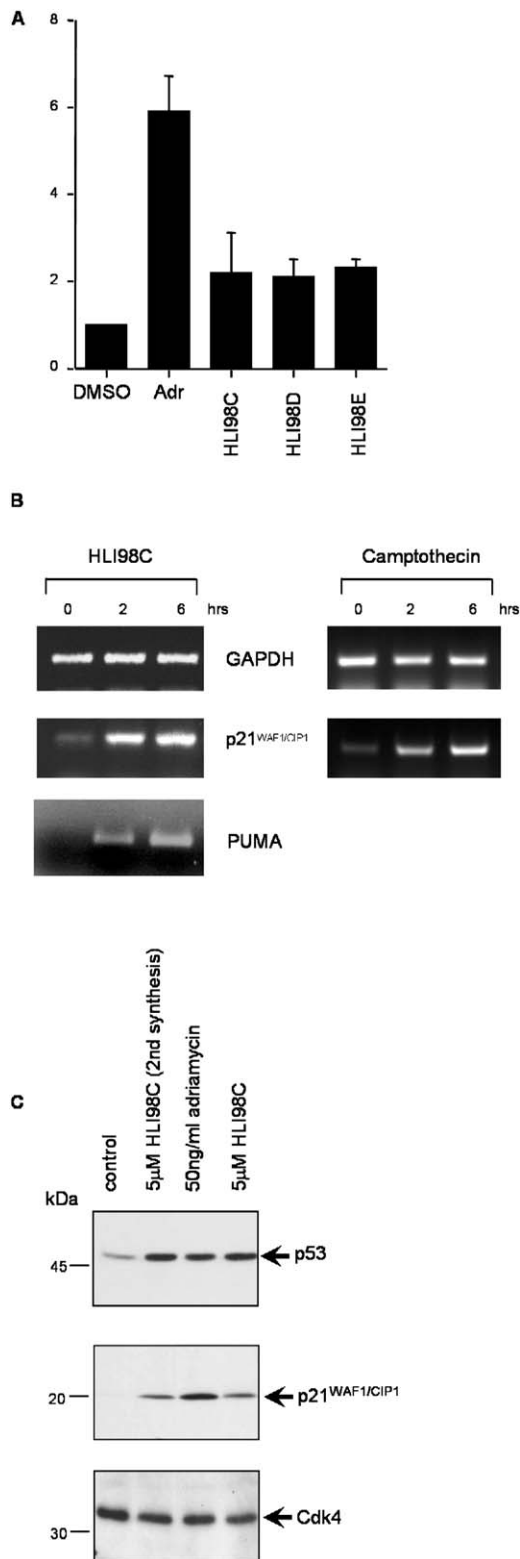 A
8
6
4
2
0
DMSO
Adr
HLI98C
HLI98D
HLI98E
B
HLI98C
Camptothecin
0 2 6 hrs
0 2 6 hrs
GAPDH
p21WAF1/CIP1
PUMA
C
control
5µM HLI98C (2nd synthesis)
50ng/ml adriamycin
5µM HLI98C
kDa
45
p53
20
p21WAF1/CIP1
Cdk4
30